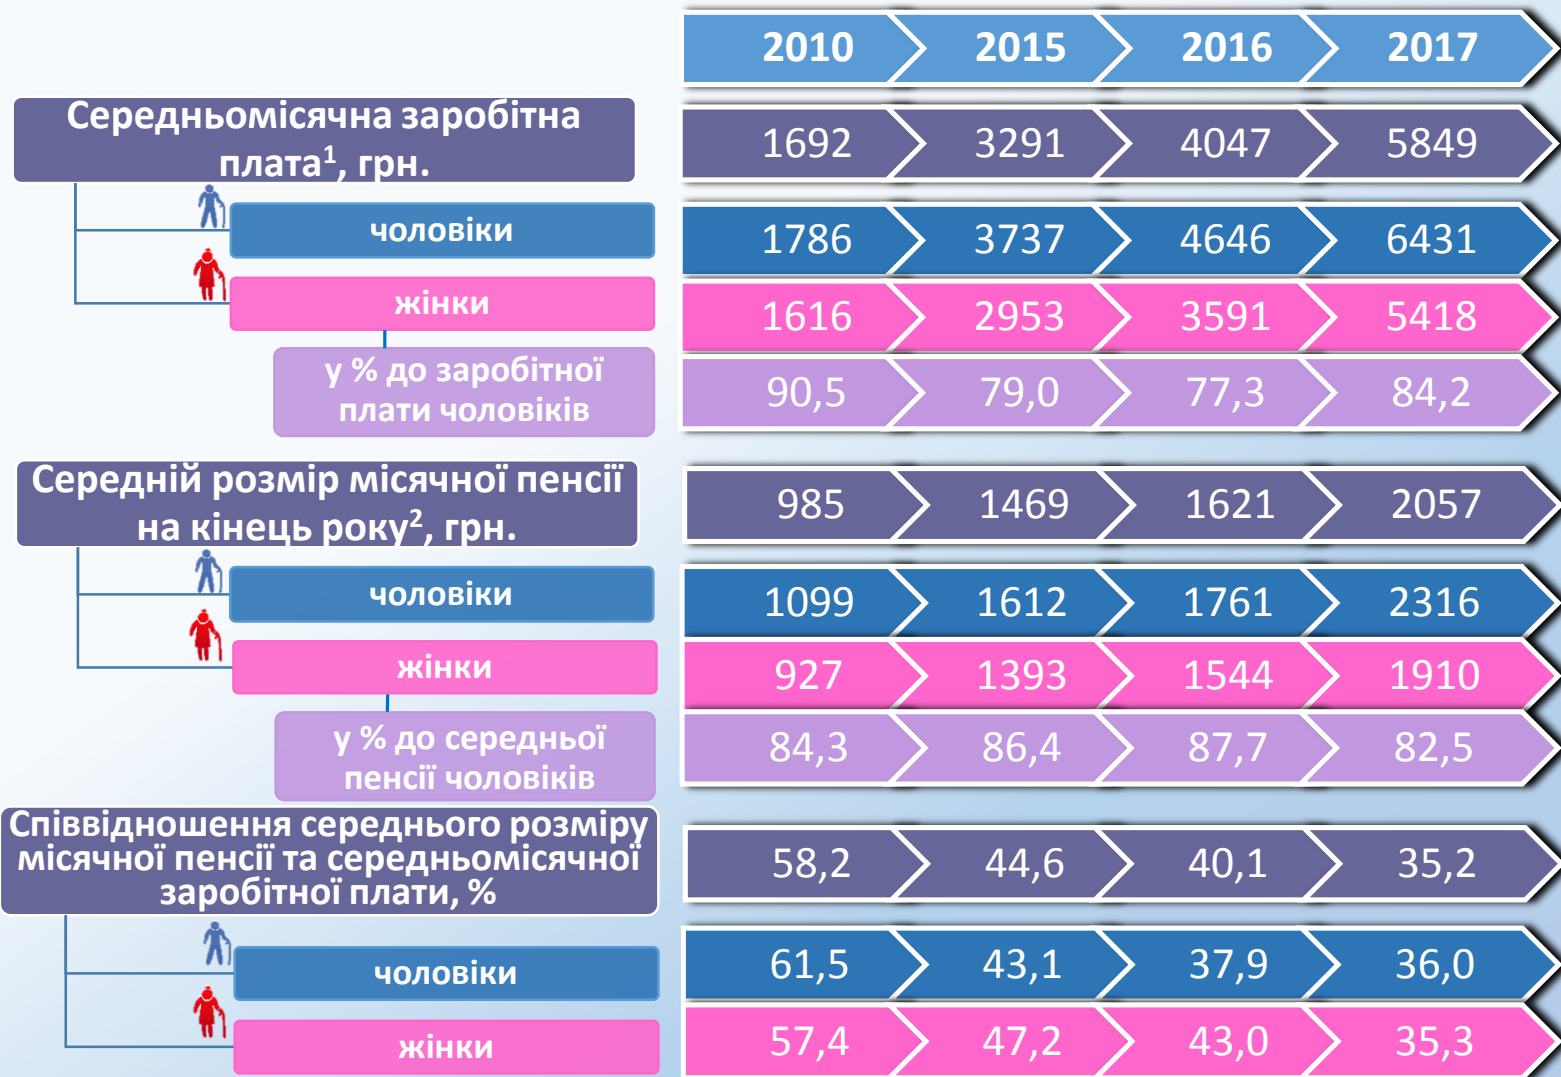 2010 2015 2016 2017
Середньомісячна заробітна
плата¹, грн.
1692 3291 4047 5849
чоловіки
1786 3737 4646 6431
жінки
1616 2953 3591 5418
у % до заробітної
плати чоловіків
90,5 79,0 77,3 84,2
Середній розмір місячної пенсії
на кінець року², грн.
985 1469 1621 2057
чоловіки
1099 1612 1761 2316
жінки
927 1393 1544 1910
у % до середньої
пенсії чоловіків
84,3 86,4 87,7 82,5
Співвідношення середнього розміру
місячної пенсії та середньомісячної
заробітної плати, %
58,2 44,6 40,1 35,2
чоловіки
61,5 43,1 37,9 36,0
жінки
57,4 47,2 43,0 35,3